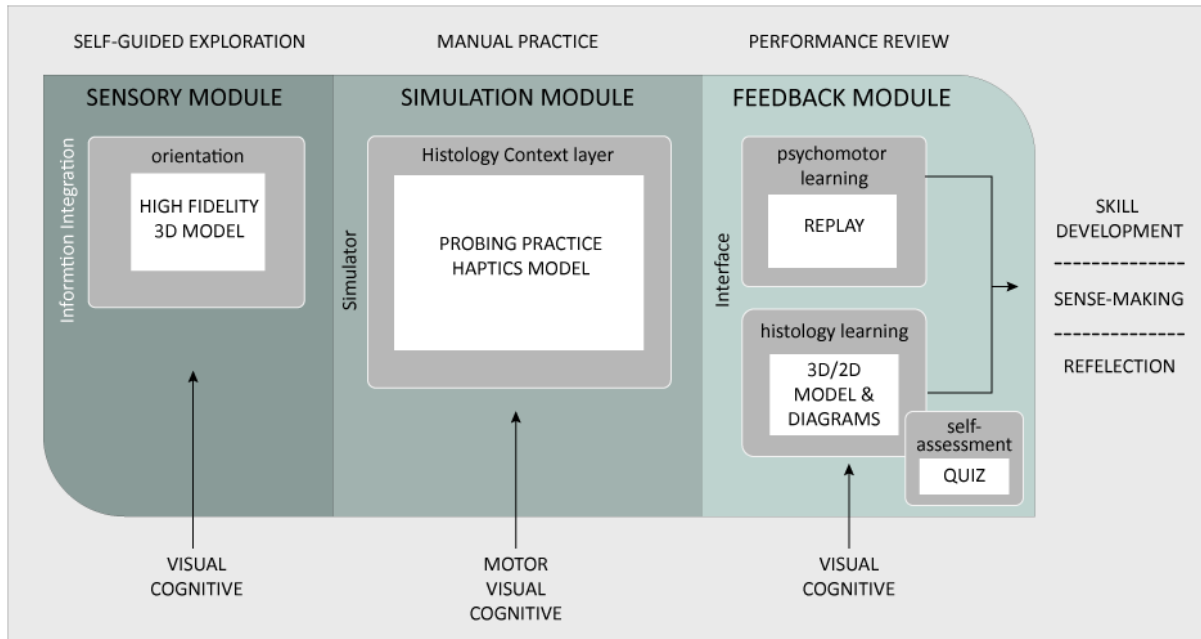 SELF-GUIDED EXPLORATION
MANUAL PRACTICE
PERFORMANCE REVIEW
SENSORY MODULE
SIMULATION MODULE
FEEDBACK MODULE
Informtion Integration
orientation
HIGH FIDELITY
3D MODEL
Simulator
Histology Context layer
PROBING PRACTICE
HAPTICS MODEL
Interface
psychomotor
learning
REPLAY
histology learning
3D/2D
MODEL &
DIAGRAMS
self-
assessment
QUIZ
SKILL
DEVELOPMENT
SENSE-MAKING
REFELECTION
VISUAL
COGNITIVE
MOTOR
VISUAL
COGNITIVE
VISUAL
COGNITIVE